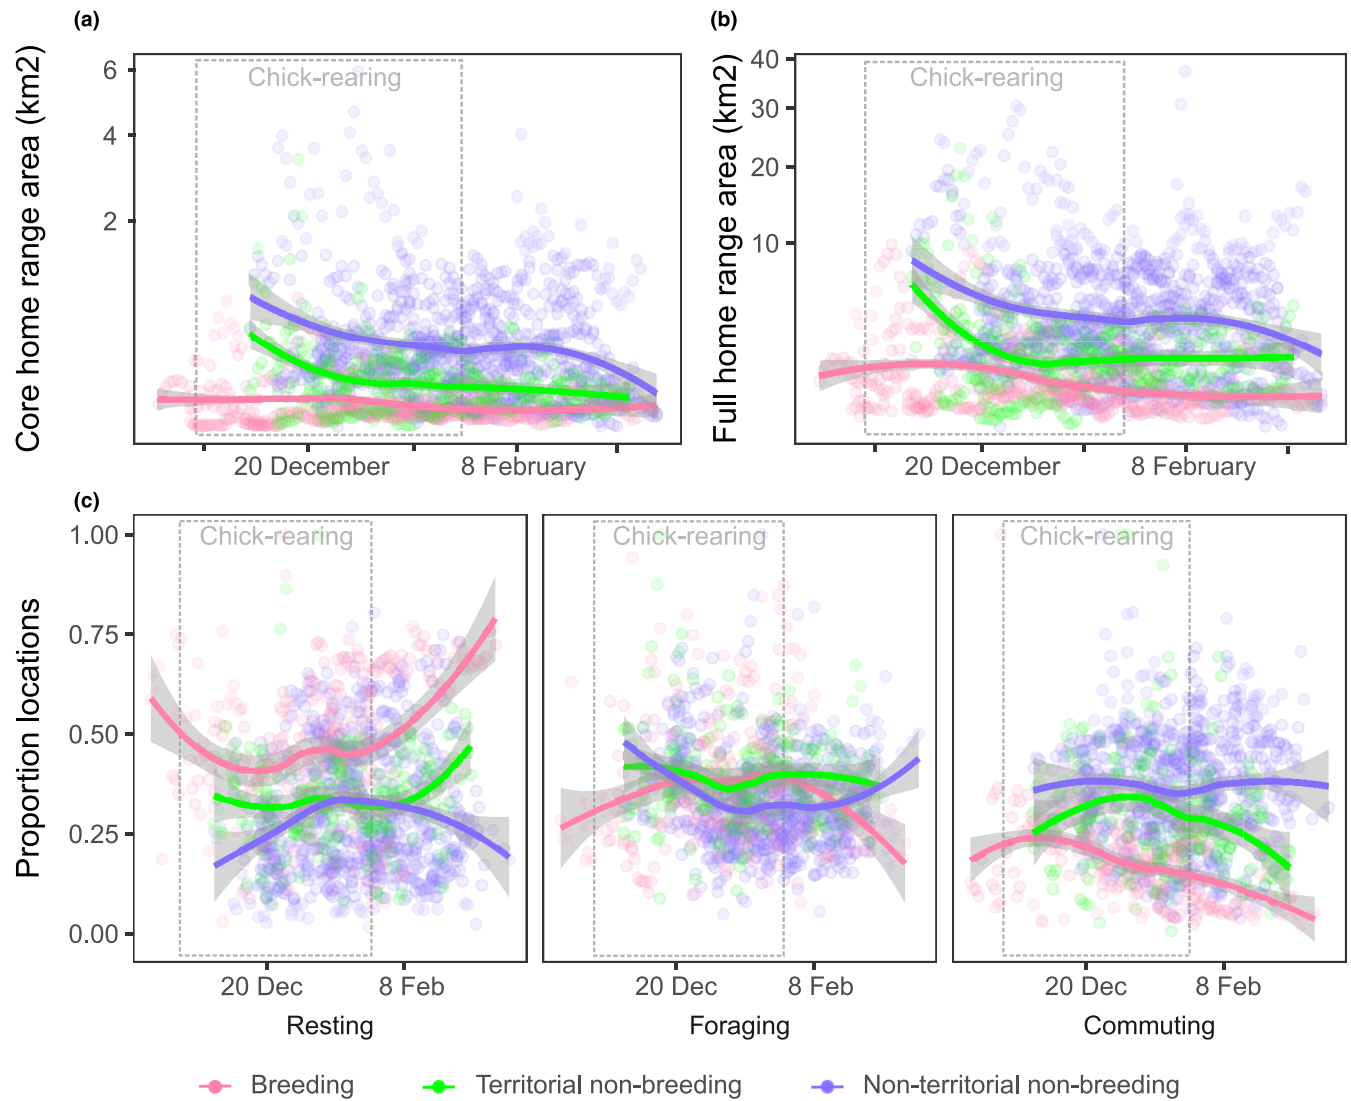 (a)
Core home range area (km2)
6
4
2
Chick-rearing
20 December
8 February
(b)
Full home range area (km2)
40
30
20
10
Chick-rearing
20 December
8 February
(c)
Proportion locations
1.00
0.75
0.50
0.25
0.00
Chick-rearing
Chick-rearing
Chick-rearing
20 Dec
8 Feb
20 Dec
8 Feb
20 Dec
8 Feb
Resting
Foraging
Commuting
Breeding
Territorial non-breeding
Non-territorial non-breeding